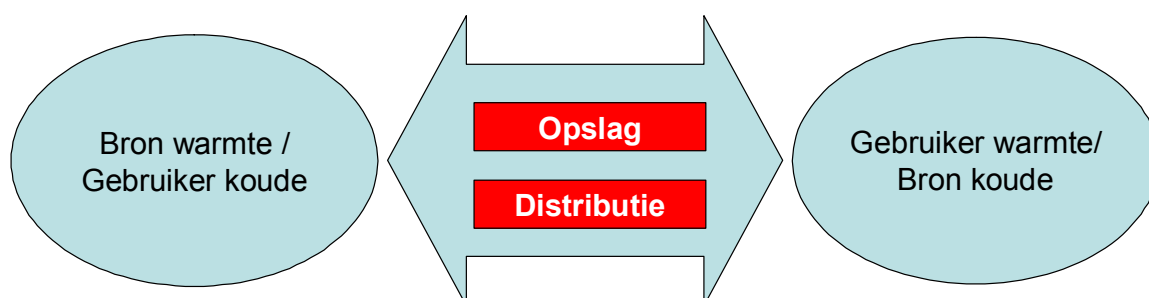 Bron warmte /
Gebruiker koude
Opslag
Distributie
Gebruiker warmte/
Bron koude